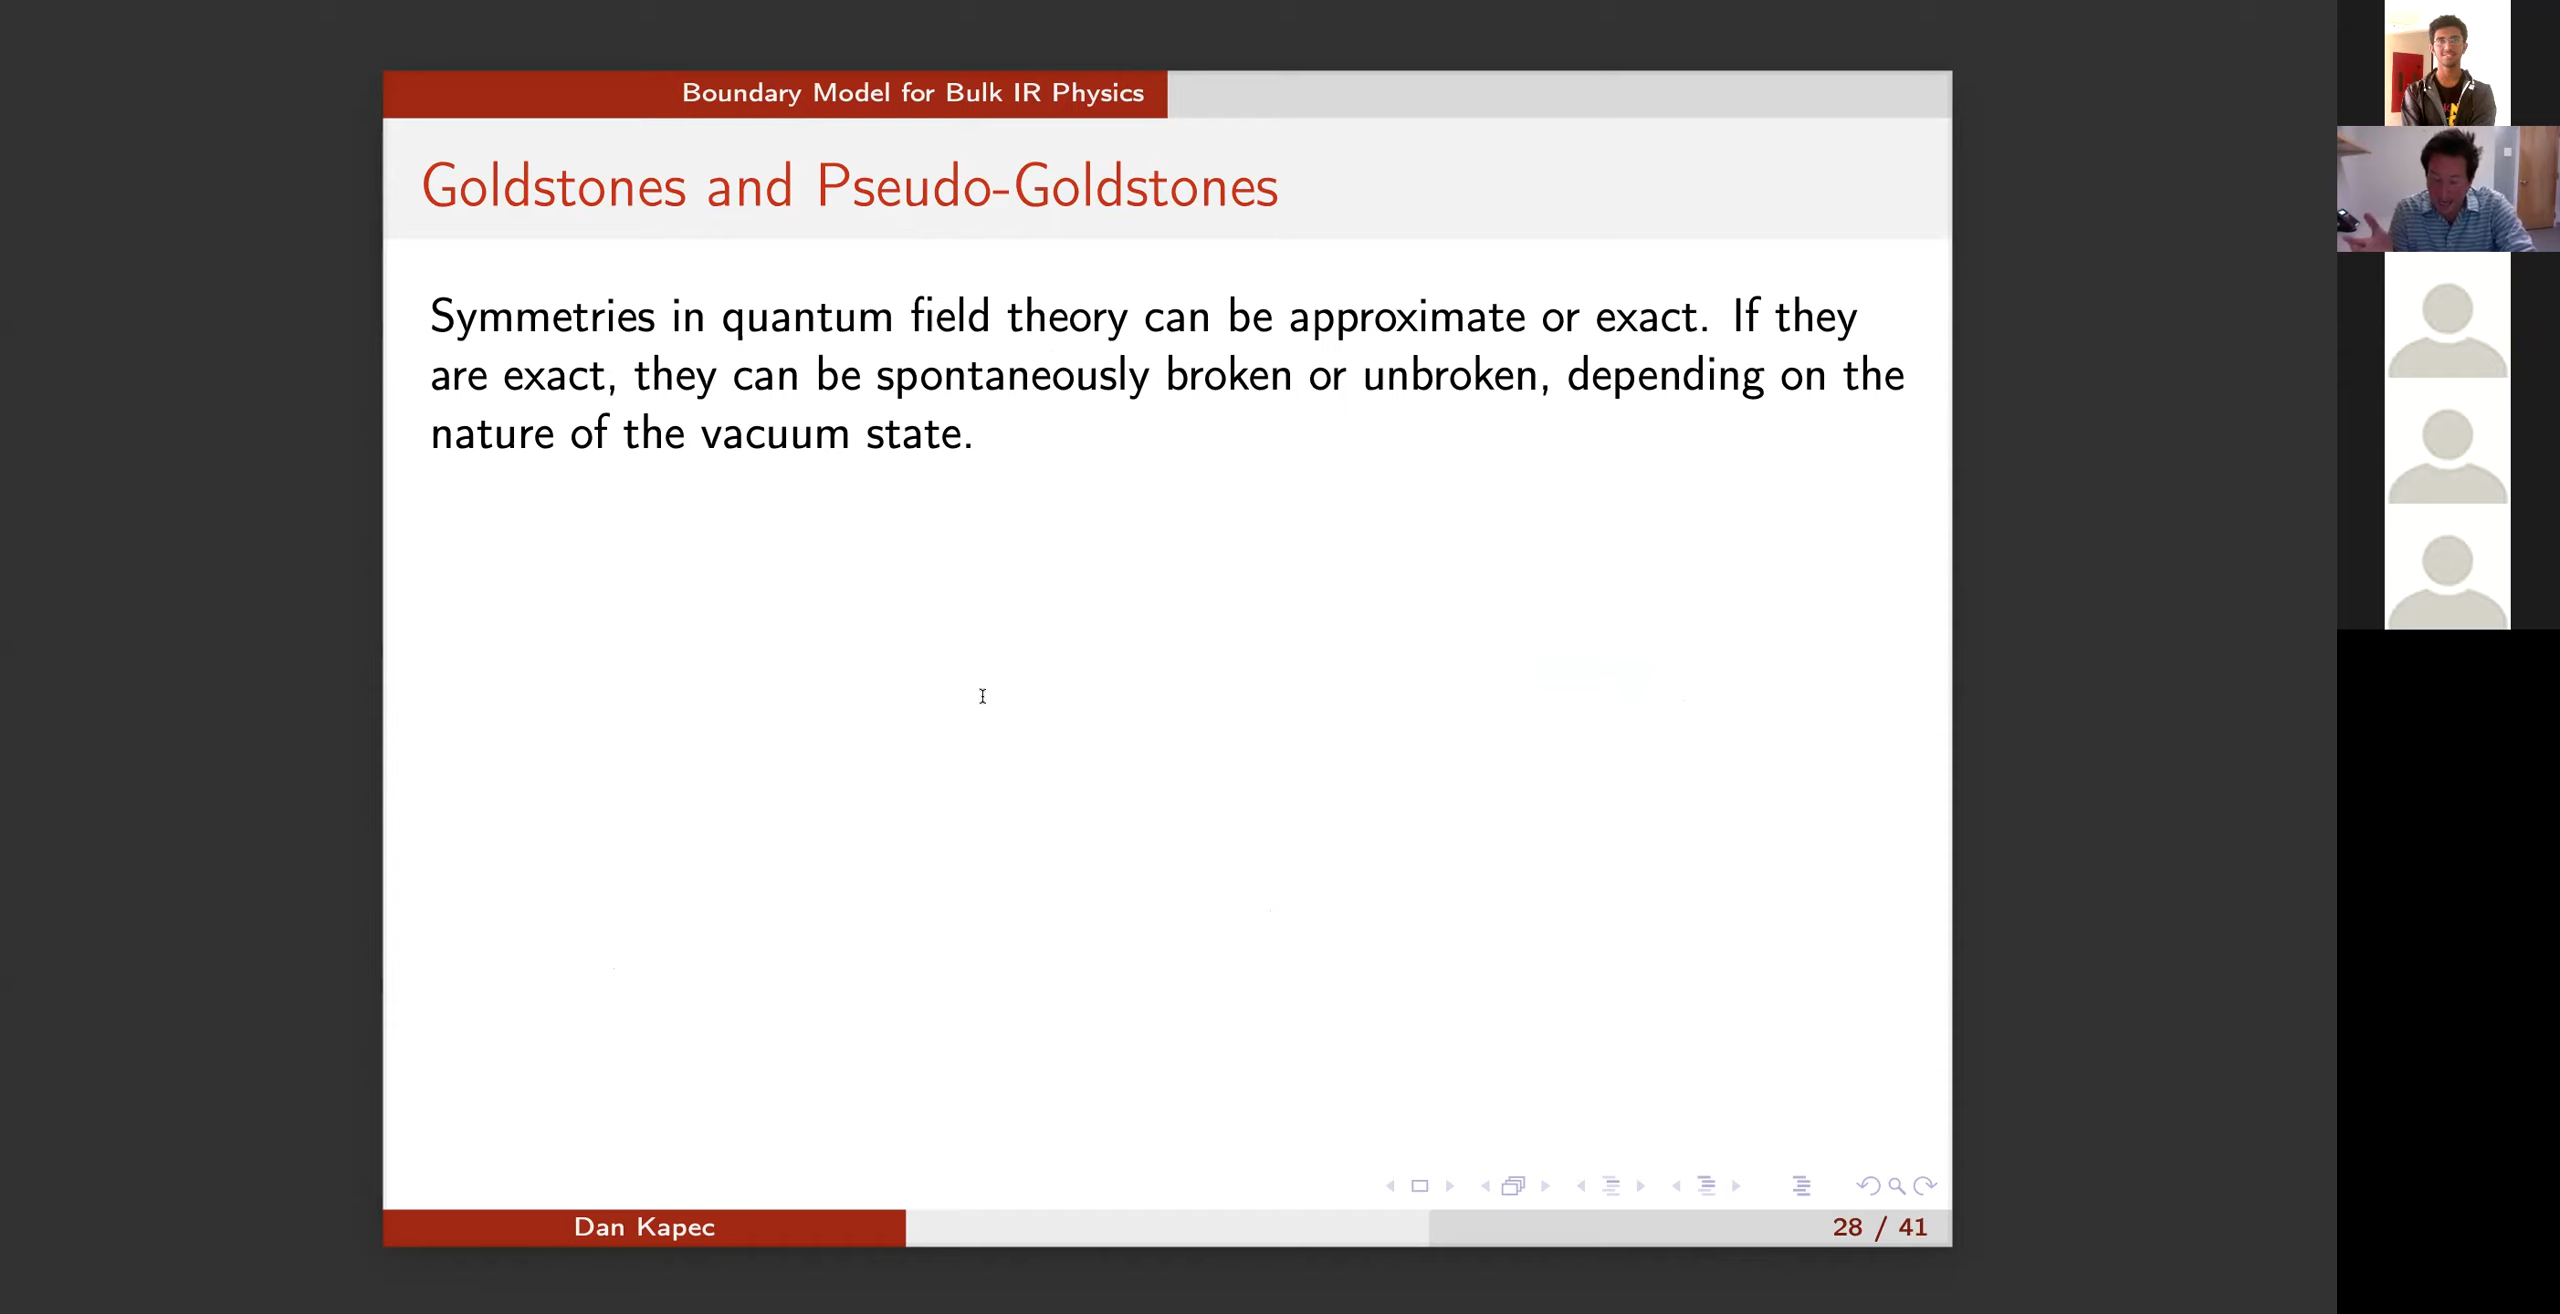 Boundary Model for Bulk IR Physics
Goldstones and Pseudo-Goldstones
Symmetries in quantum field theory can be approximate or exact. If they
are exact, they can be spontaneously broken or unbroken, depending on the
nature of the vacuum state.
Dan Kapec
28 / 41